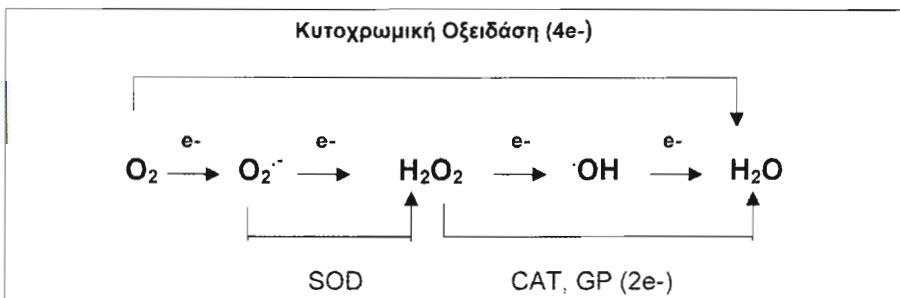 Κυτοχρωμική Οξειδάση (4e-)
e- e- e- e-
O₂ O₂·- H₂O₂ ·OH H₂O
SOD CAT, GP (2e-)